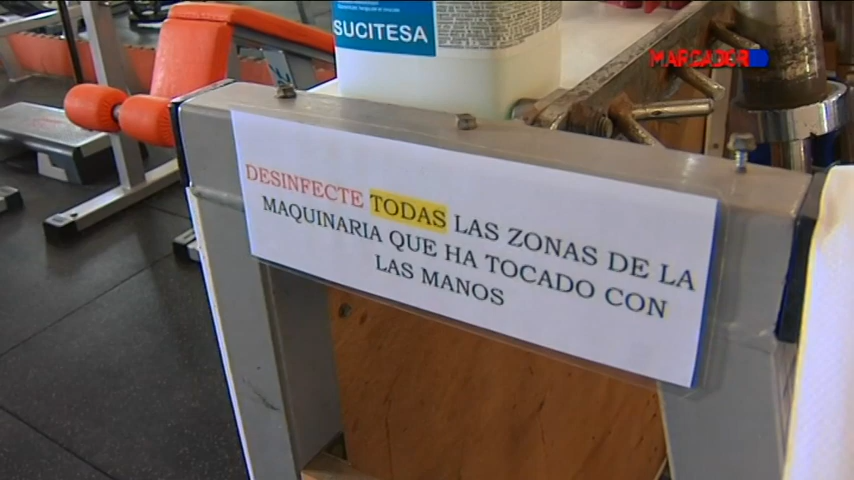 SUCITESA
MARCADOR
DESINFECTE TODAS LAS ZONAS DE LA
MAQUINARIA QUE HA TOCADO CON
LAS MANOS